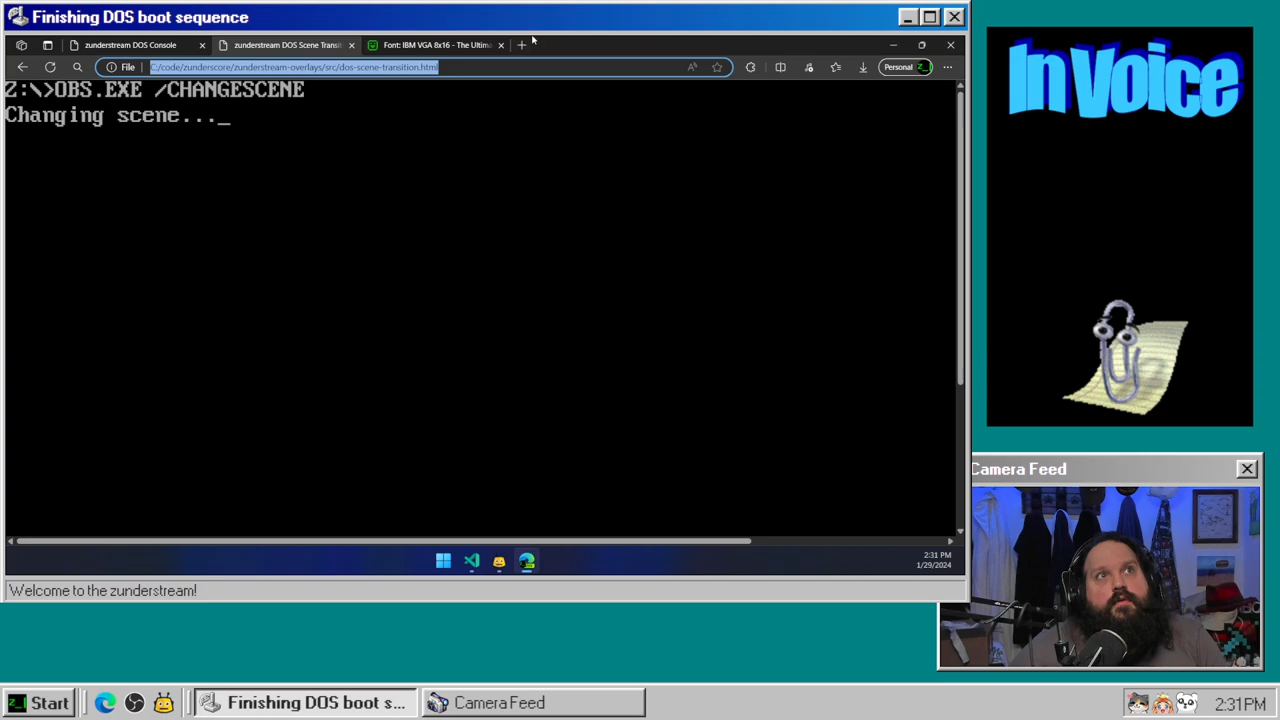 Finishing DOS boot sequence
zunderstream DOS Console
zunderstream DOS Scene Transit
Font: IBM VGA 8x16 - The Ultima
File
C:/code/zunderscore/zunderstream-overlays/src/dos-scene-transition.html
Personal
Z:\>OBS.EXE /CHANGESCENE
Changing scene..._
2:31 PM
1/29/2024
Welcome to the zunderstream!
In Voice
Camera Feed
Start
Finishing DOS boot s...
Camera Feed
2:31PM